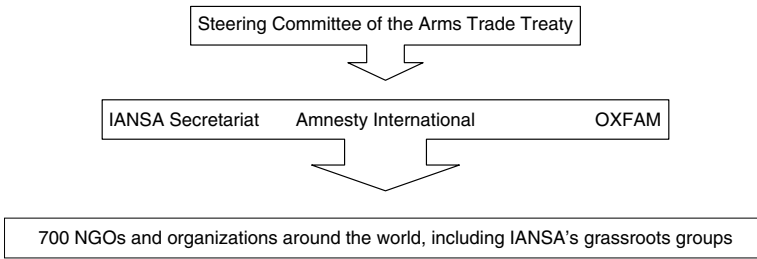 Steering Committee of the Arms Trade Treaty
IANSA Secretariat Amnesty International OXFAM
700 NGOs and organizations around the world, including IANSA's grassroots groups